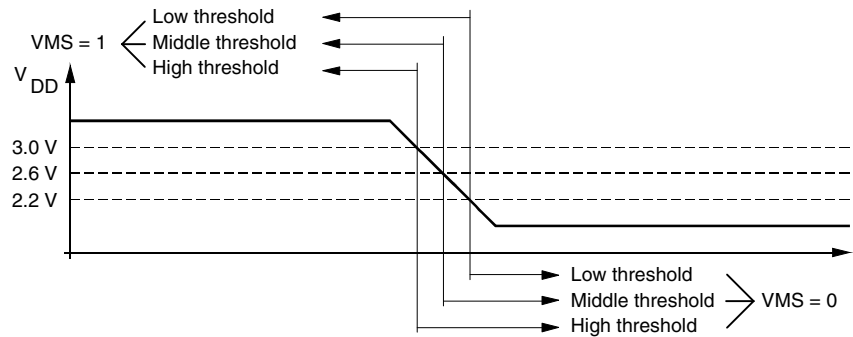 Low threshold
VMS = 1
Middle threshold
High threshold
V DD
3.0 V
2.6 V
2.2 V
Low threshold
Middle threshold
VMS = 0
High threshold